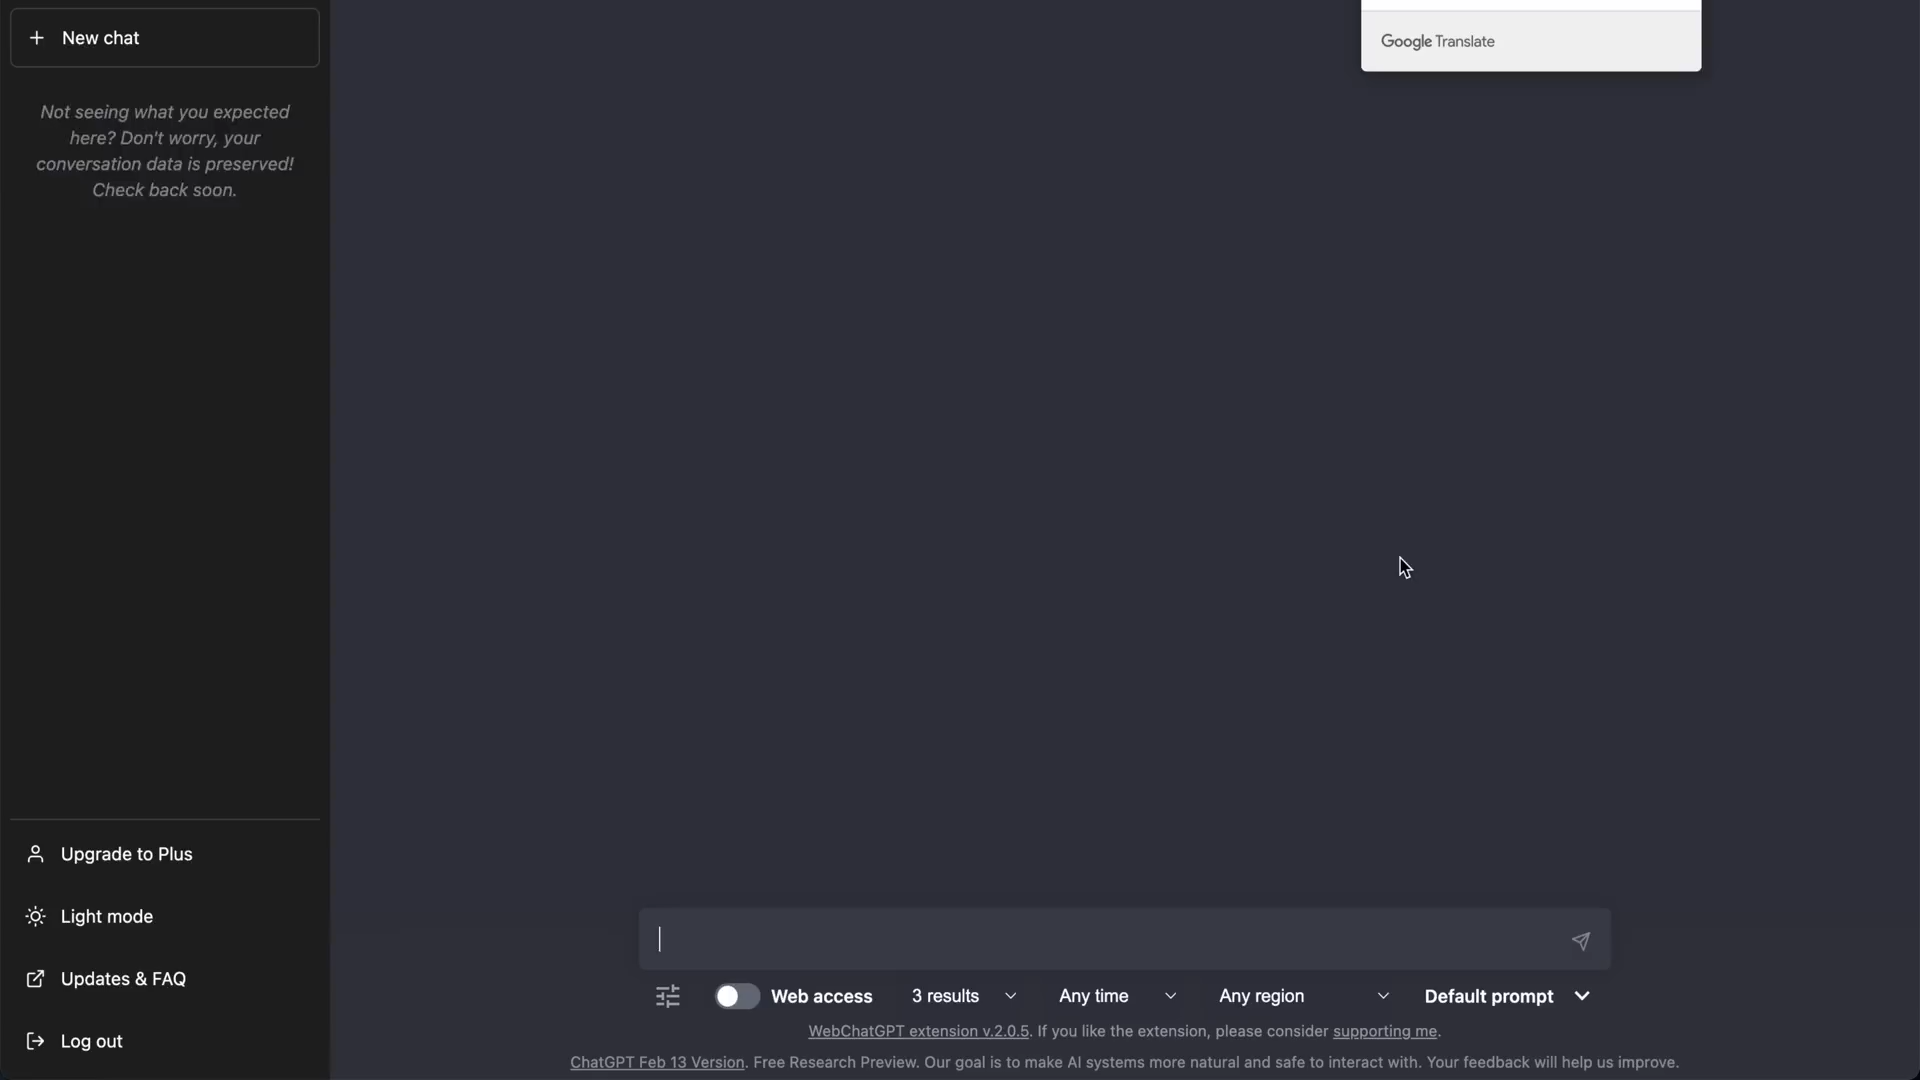 New chat
Not seeing what you expected
here? Don't worry, your
conversation data is preserved!
Check back soon.
Google Translate
Upgrade to Plus
Light mode
Updates & FAQ
Log out
Web access
3 results
Any time
Any region
Default prompt
WebChatGPT extension v.2.0.5. If you like the extension, please consider supporting me.
ChatGPT Feb 13 Version. Free Research Preview. Our goal is to make AI systems more natural and safe to interact with. Your feedback will help us improve.